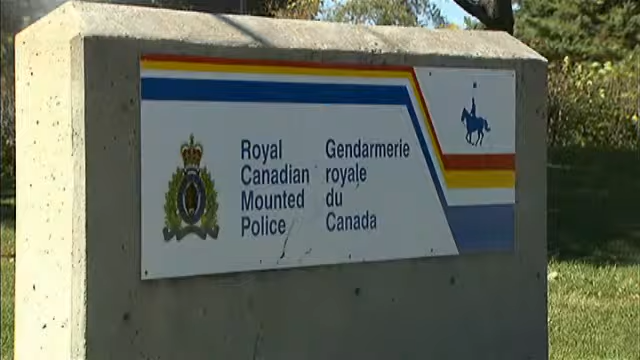 Royal
Canadian
Mounted
Police
Gendarmerie
royale
du
Canada